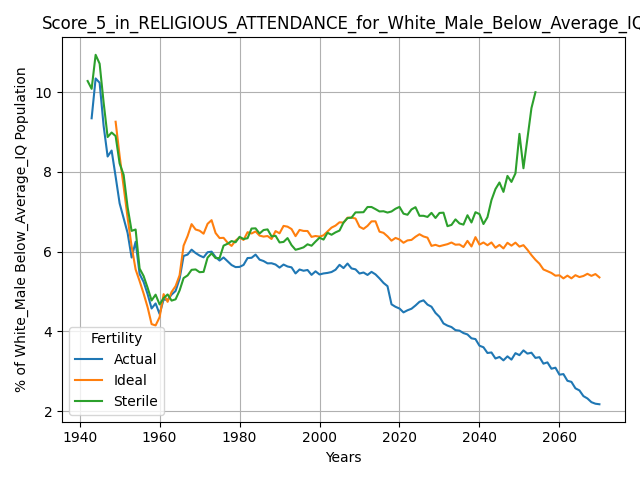 Score_5_in_RELIGIOUS_ATTENDANCE_for_White_Male_Below_Average_IQ
% of White_Male Below_Average_IQ Population
10
8
6
4
2
Fertility
Actual
Ideal
Sterile
1940 1960 1980 2000 2020 2040 2060
Years